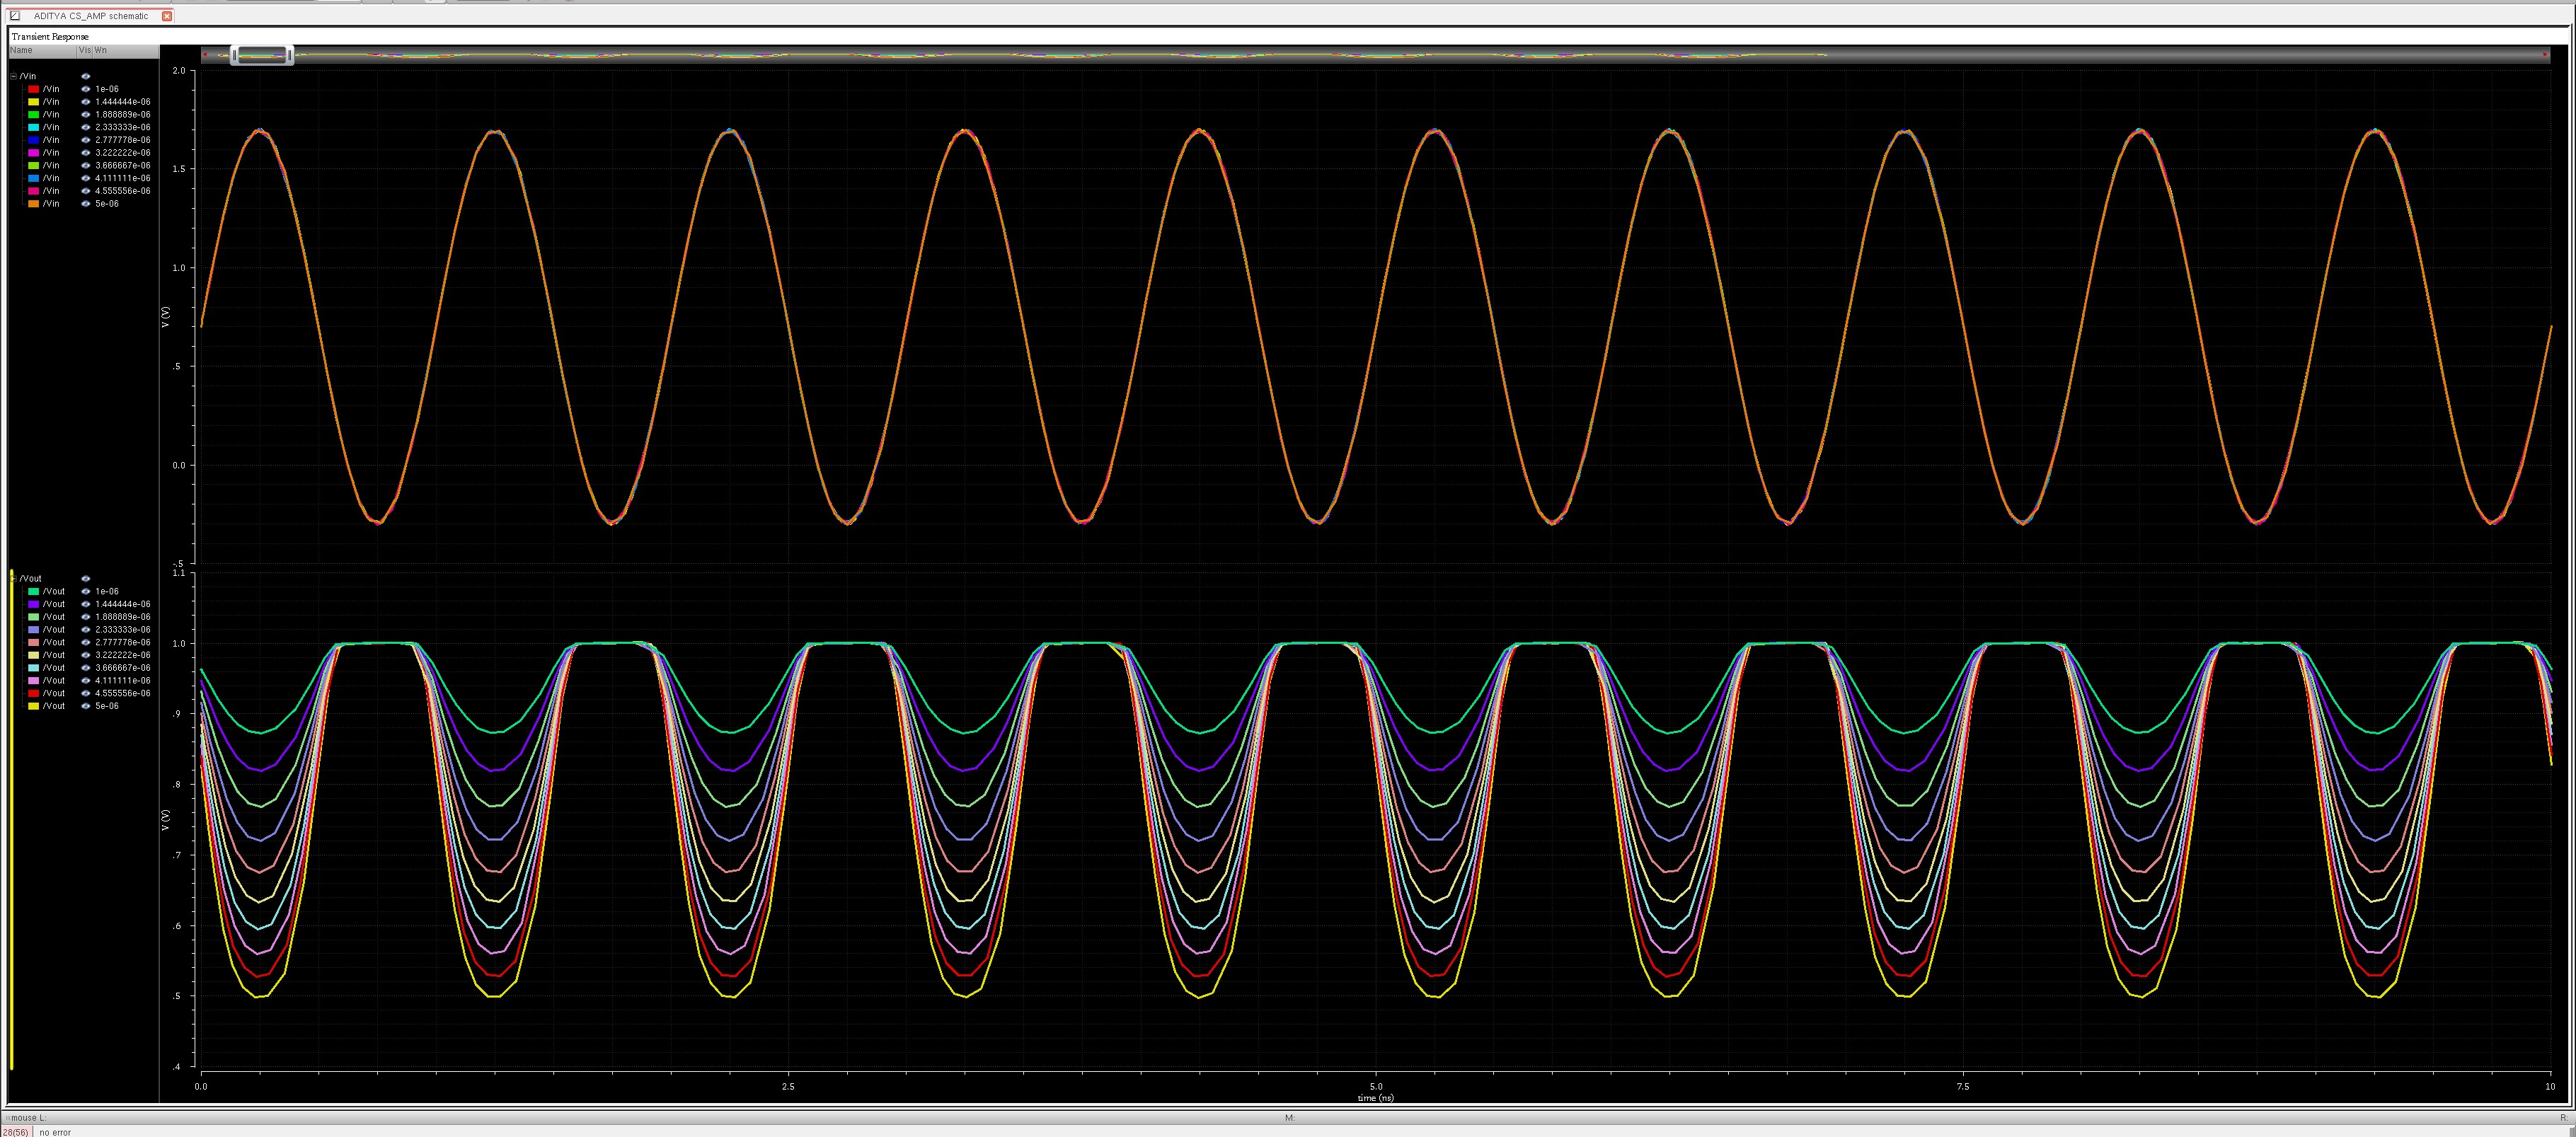 ADITYA CS_AMP schematic
Transient Response
Name Vis Wn
/Vin
/Vin 1e-06
/Vin 1.444444e-06
/Vin 1.888889e-06
/Vin 2.333333e-06
/Vin 2.777778e-06
/Vin 3.222222e-06
/Vin 3.666667e-06
/Vin 4.111111e-06
/Vin 4.555556e-06
/Vin 5e-06
2.0
1.5
1.0
.5
0.0
-.5
V (V)
/Vout
/Vout 1e-06
/Vout 1.444444e-06
/Vout 1.888889e-06
/Vout 2.333333e-06
/Vout 2.777778e-06
/Vout 3.222222e-06
/Vout 3.666667e-06
/Vout 4.111111e-06
/Vout 4.555556e-06
/Vout 5e-06
1.1
1.0
.9
.8
.7
.6
.5
.4
V (V)
0.0 2.5 5.0 7.5 10
time (ns)
mouse L: M: R:
28(56) no error